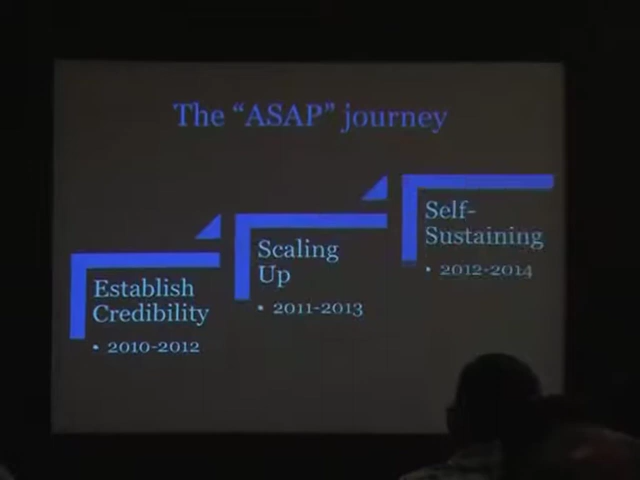 The “ASAP” journey
Establish
Credibility
• 2010-2012
Scaling
Up
• 2011-2013
Self-
Sustaining
• 2012-2014